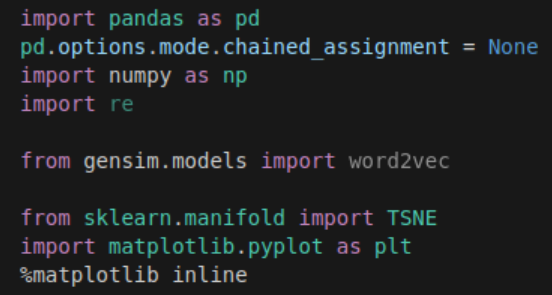 import pandas as pd
pd.options.mode.chained_assignment = None
import numpy as np
import re
from gensim.models import word2vec
from sklearn.manifold import TSNE
import matplotlib.pyplot as plt
%matplotlib inline